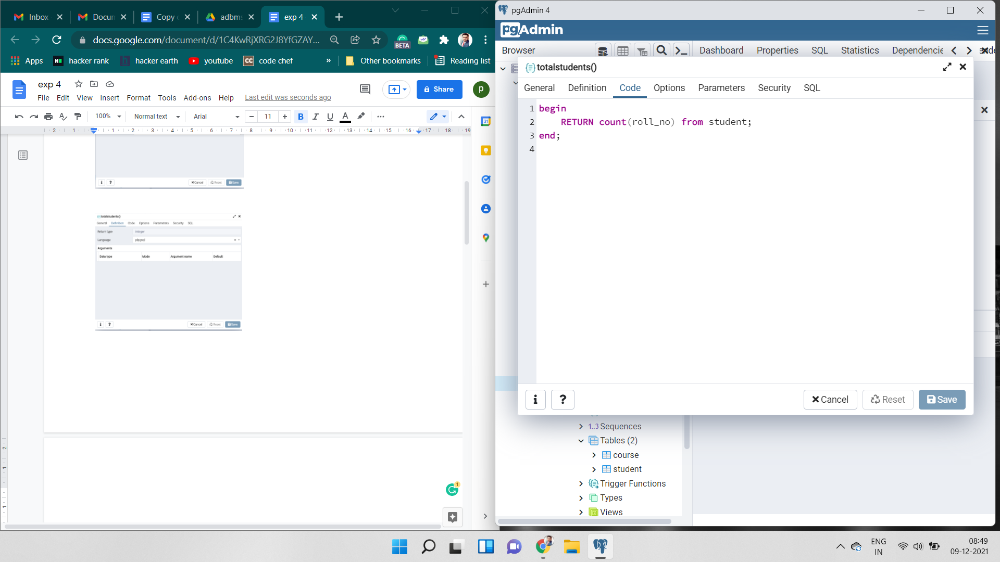 Inbox
Docun
Copy
adbms
exp 4
docs.google.com/document/d/1C4KwRjXRG2J8YfGZAY...
BETA
Apps
hacker rank
hacker earth
youtube
code chef
»
Other bookmarks
Reading list
exp 4
File Edit View Insert Format Tools Add-ons Help Last edit was seconds ago
Share
p
100% Normal text Arial 11 B I U A
2 1 1 2 3 4 5 6 7 8 9 10 11 12 13 14 15 16 17 18 19
31
i ? Cancel Reset Save
totalstudents()
General Definition Code Options Parameters Security SQL
Return type integer
Language plpgsql
Arguments
Data type Mode Argument name Default
i ? Cancel Reset Save
2
1
1
1
pgAdmin 4
pgAdmin
Browser
Dashboard Properties SQL Statistics Dependencie
totalstudents()
General Definition Code Options Parameters Security SQL
1 begin
2 RETURN count(roll_no) from student;
3 end;
4
i ? Cancel Reset Save
1..3 Sequences
Tables (2)
course
student
Trigger Functions
Types
Views
ENG
IN
08:49
09-12-2021